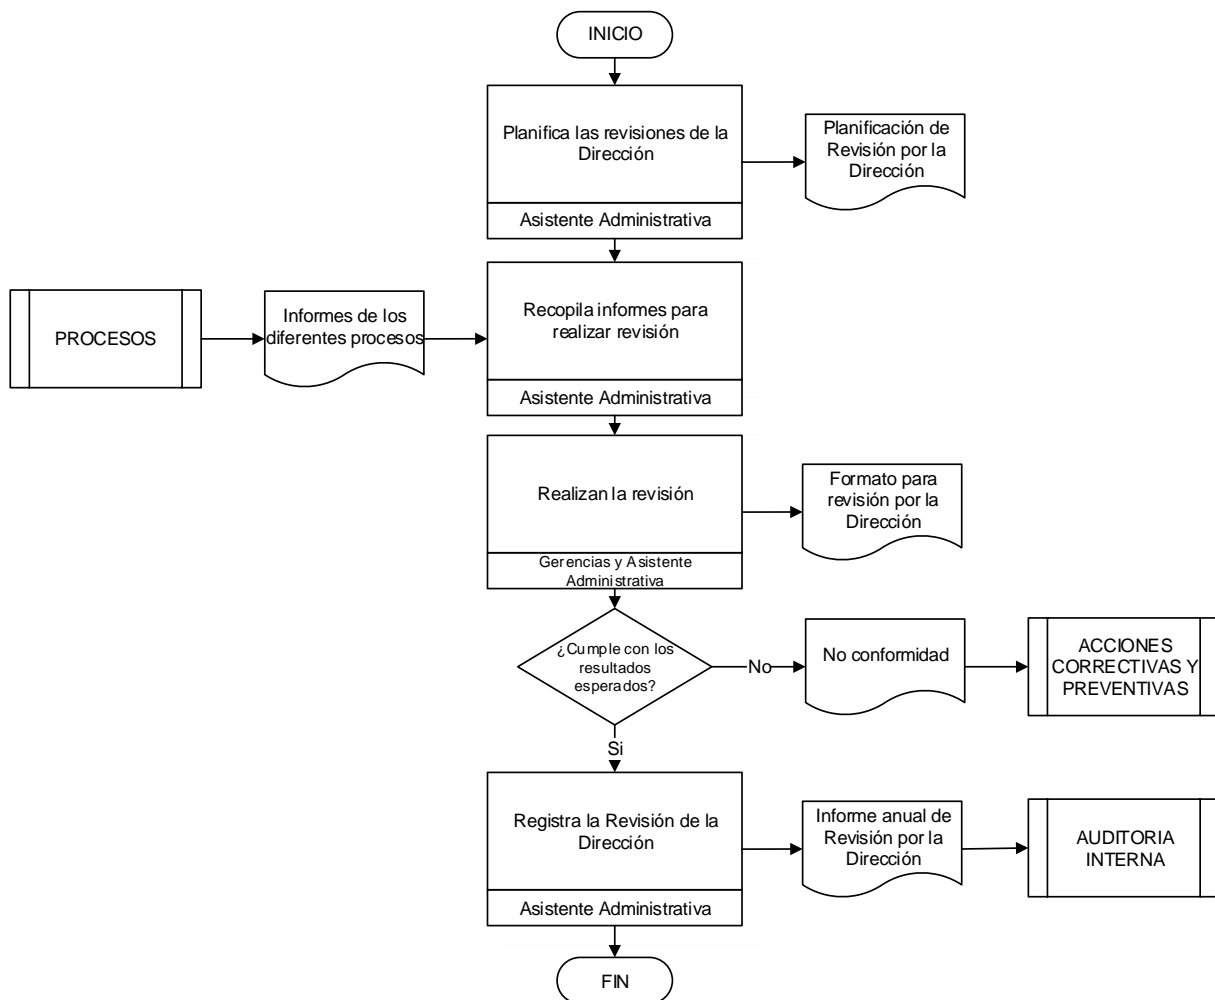 INICIO
Planifica las revisiones de la
Dirección
Asistente Administrativa
Planificación de
Revisión por la
Dirección
PROCESOS
Informes de los
diferentes procesos
Recopila informes para
realizar revisión
Asistente Administrativa
Realizan la revisión
Gerencias y Asistente
Administrativa
Formato para
revisión por la
Dirección
¿Cumple con los
resultados
esperados?
No
No conformidad
ACCIONES
CORRECTIVAS Y
PREVENTIVAS
Si
Registra la Revisión de la
Dirección
Asistente Administrativa
Informe anual de
Revisión por la
Dirección
AUDITORIA
INTERNA
FIN